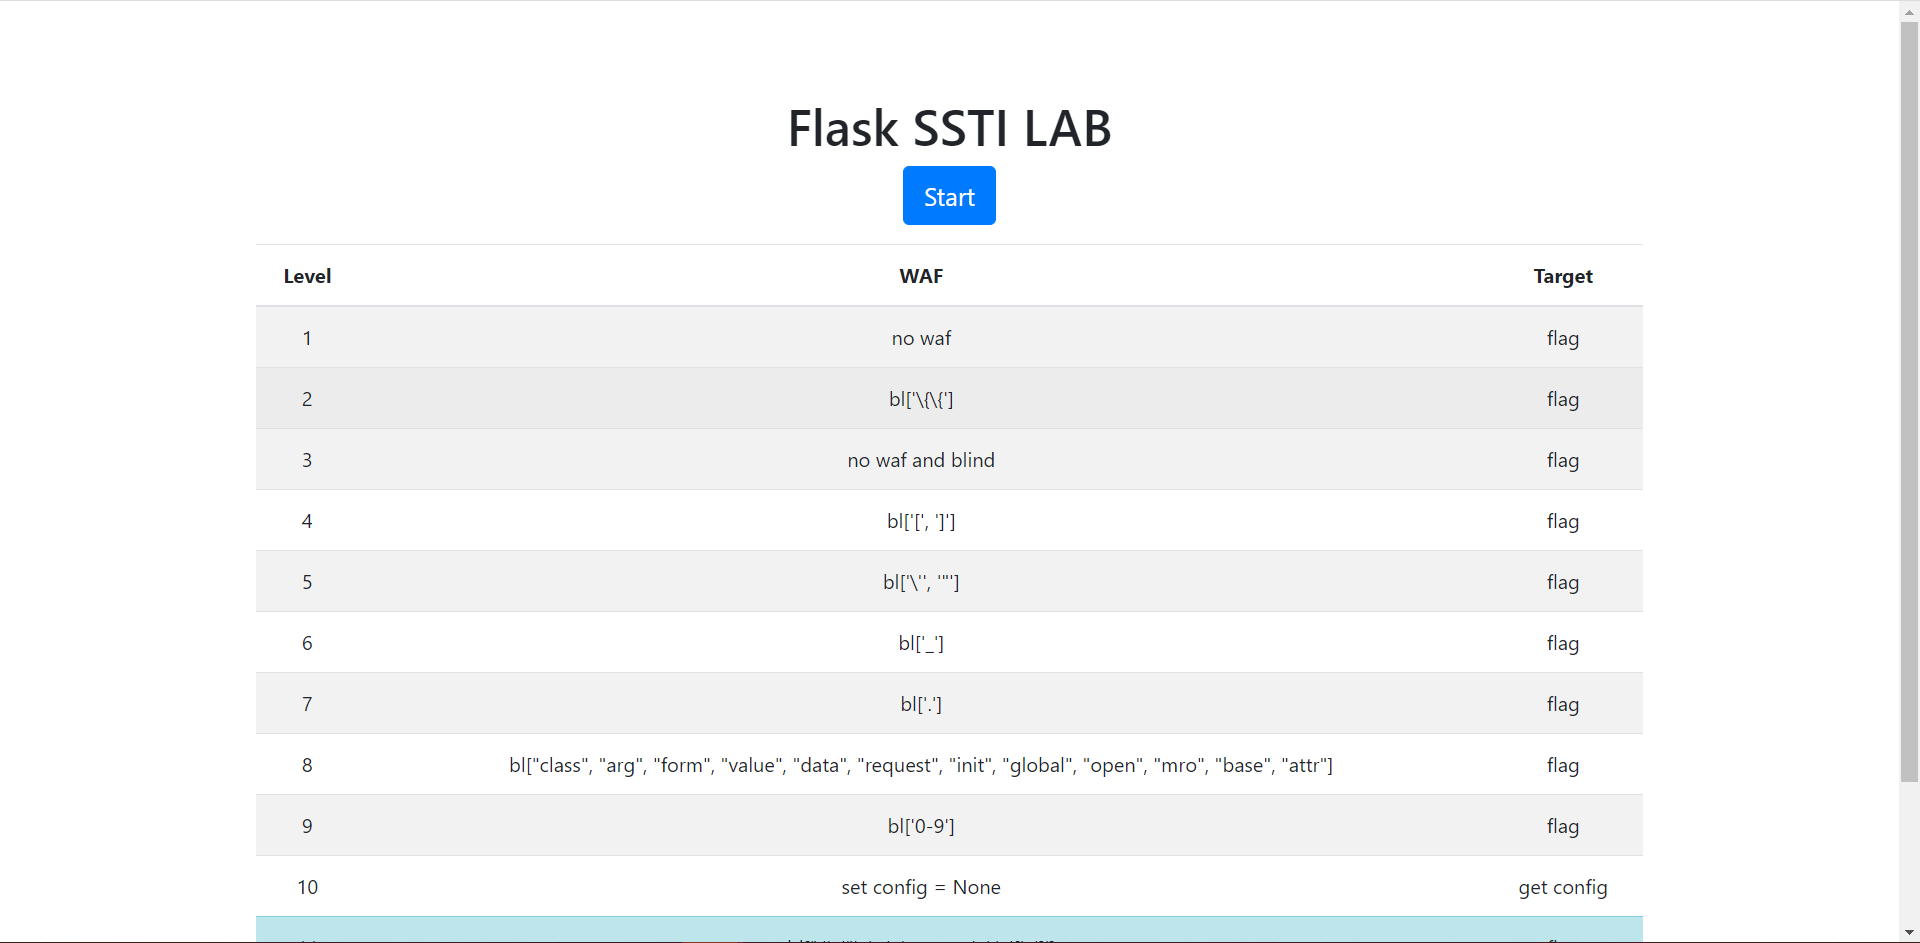 Flask SSTI LAB
Start
Level WAF Target
1 no waf flag
2 bl['\{\{'] flag
3 no waf and blind flag
4 bl['[', ']'] flag
5 bl['\'', '"'] flag
6 bl['_'] flag
7 bl['.'] flag
8 bl["class", "arg", "form", "value", "data", "request", "init", "global", "open", "mro", "base", "attr"] flag
9 bl['0-9'] flag
10 set config = None get config